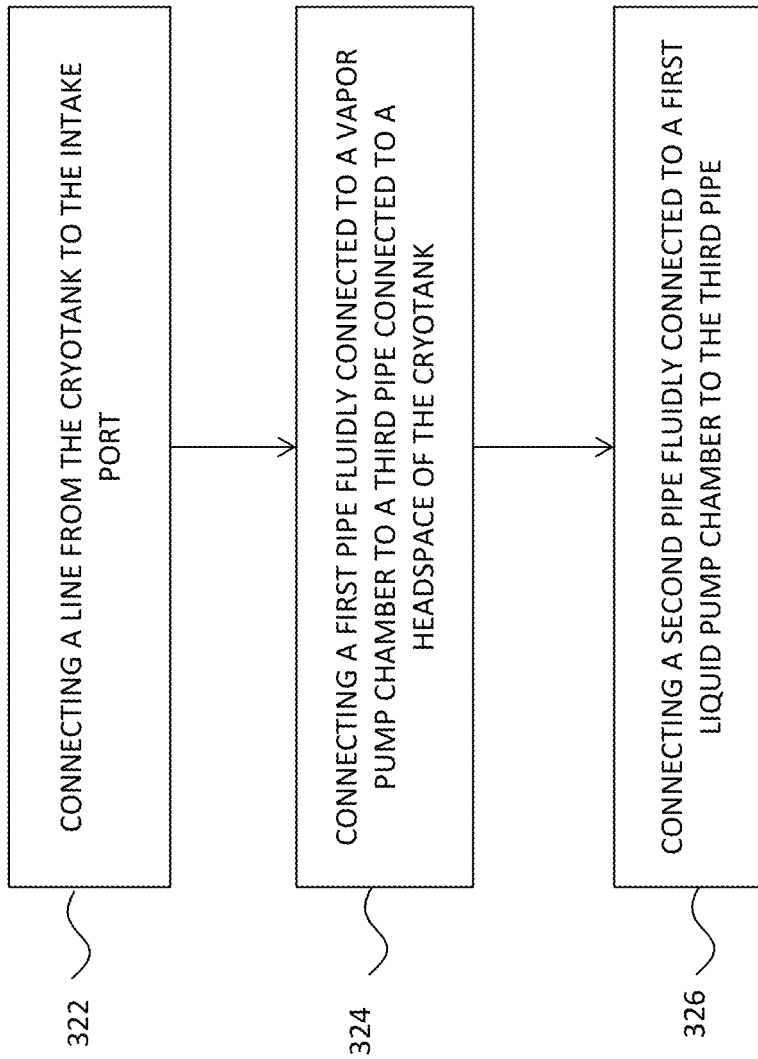 322
CONNECTING A LINE FROM THE CRYOTANK TO THE INTAKE
PORT
324
CONNECTING A FIRST PIPE FLUIDLY CONNECTED TO A VAPOR
PUMP CHAMBER TO A THIRD PIPE CONNECTED TO A
HEADSPACE OF THE CRYOTANK
326
CONNECTING A SECOND PIPE FLUIDLY CONNECTED TO A FIRST
LIQUID PUMP CHAMBER TO THE THIRD PIPE